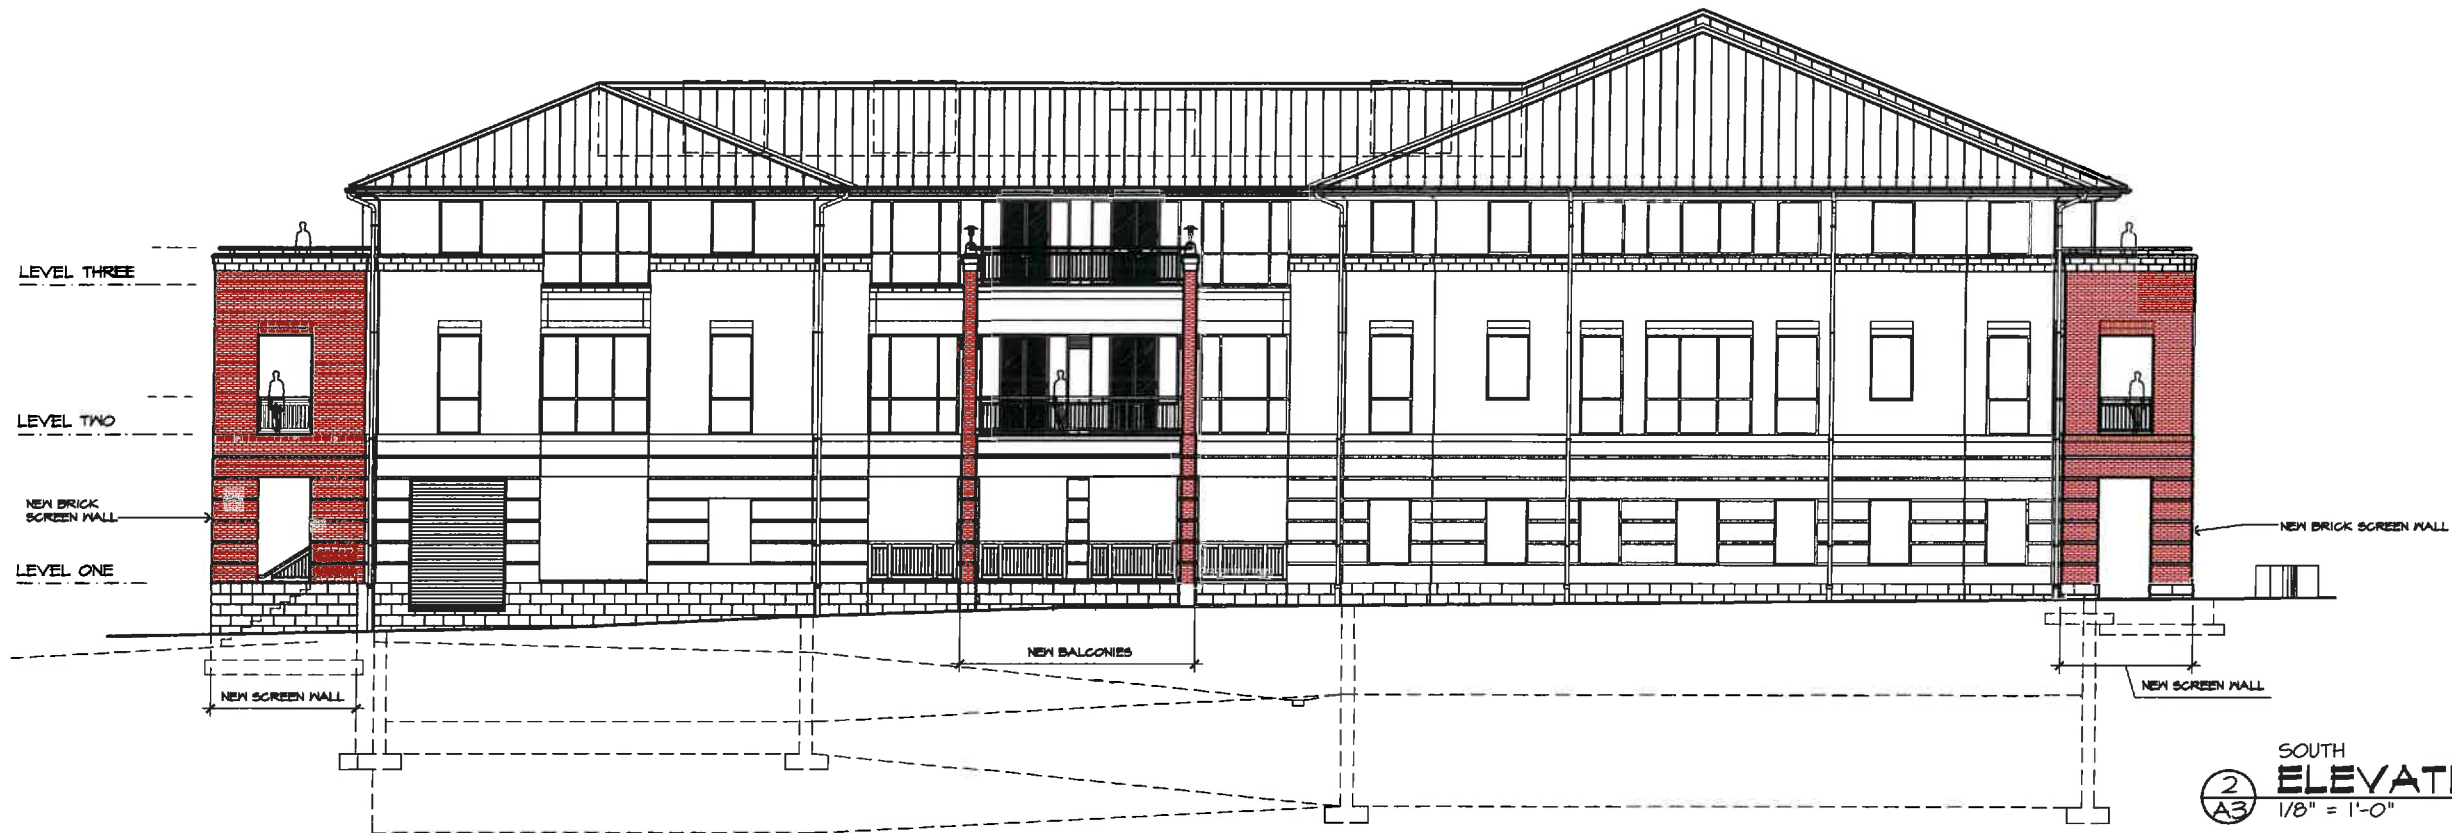 LEVEL THREE
LEVEL TWO
NEW BRICK
SCREEN WALL
NEW BRICK SCREEN WALL
LEVEL ONE
NEW BALCONIES
NEW SCREEN WALL
NEW SCREEN WALL
SOUTH
2
ELEVATI
A3
1/8" = 1'-0"